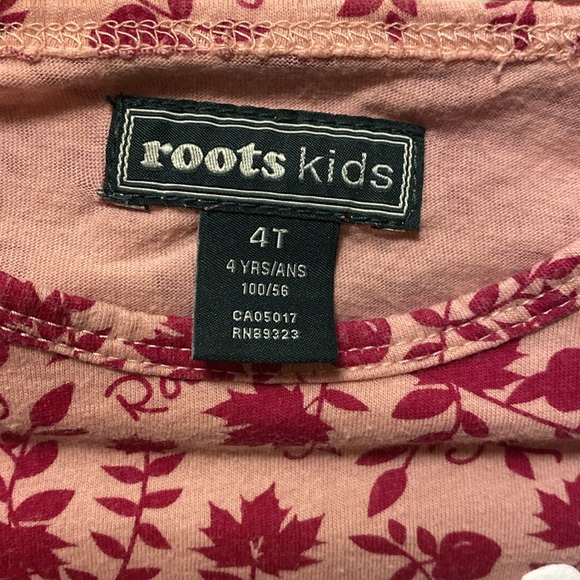 roots kids
4T
4 YRS/ANS
100/56
CA05017
RN89323